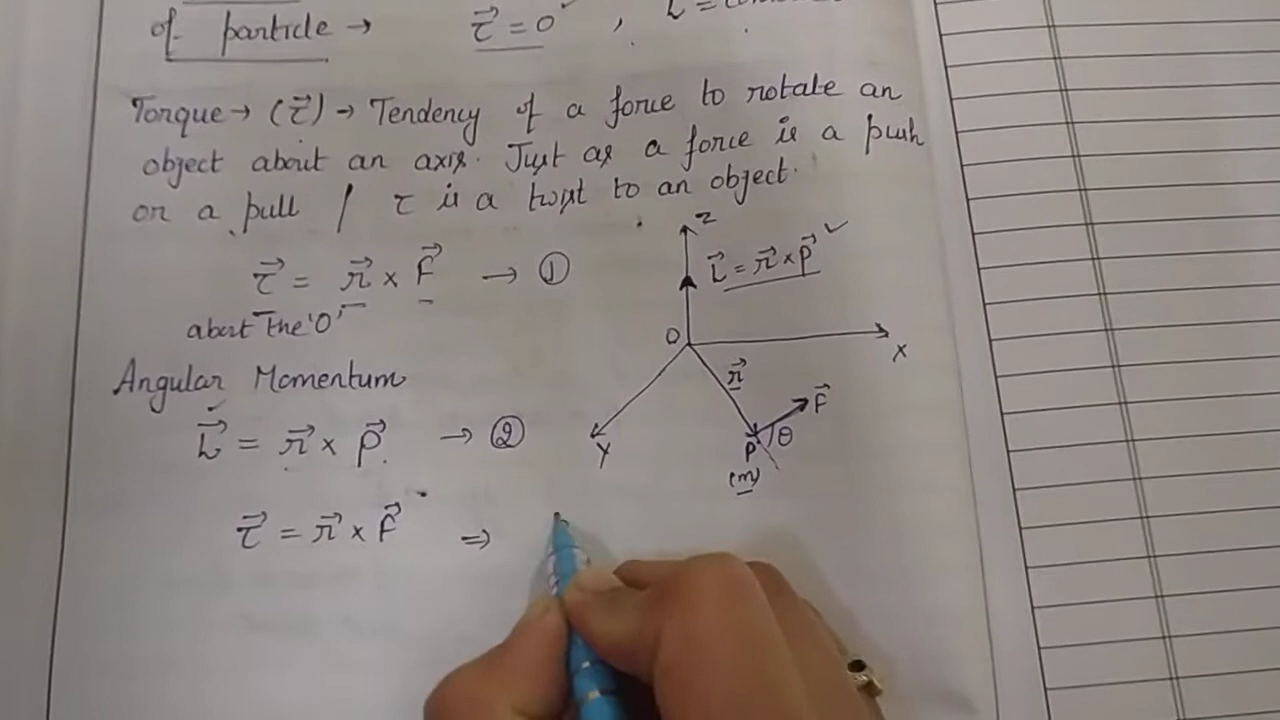 of particle → τ⃗ = 0 , L =
Torque → (τ⃗) → Tendency of a force to rotate an
object about an axis. Just as a force is a push
or a pull / τ is a twist to an object.
τ⃗ = r⃗ × F⃗ → ①
about the 'O'
Z
L⃗ = r⃗ × p⃗ ✓
O
X
Y
r⃗
F⃗
θ
P
(m)
Angular Momentum
L⃗ = r⃗ × p⃗ → ②
τ⃗ = r⃗ × F⃗ ⇒